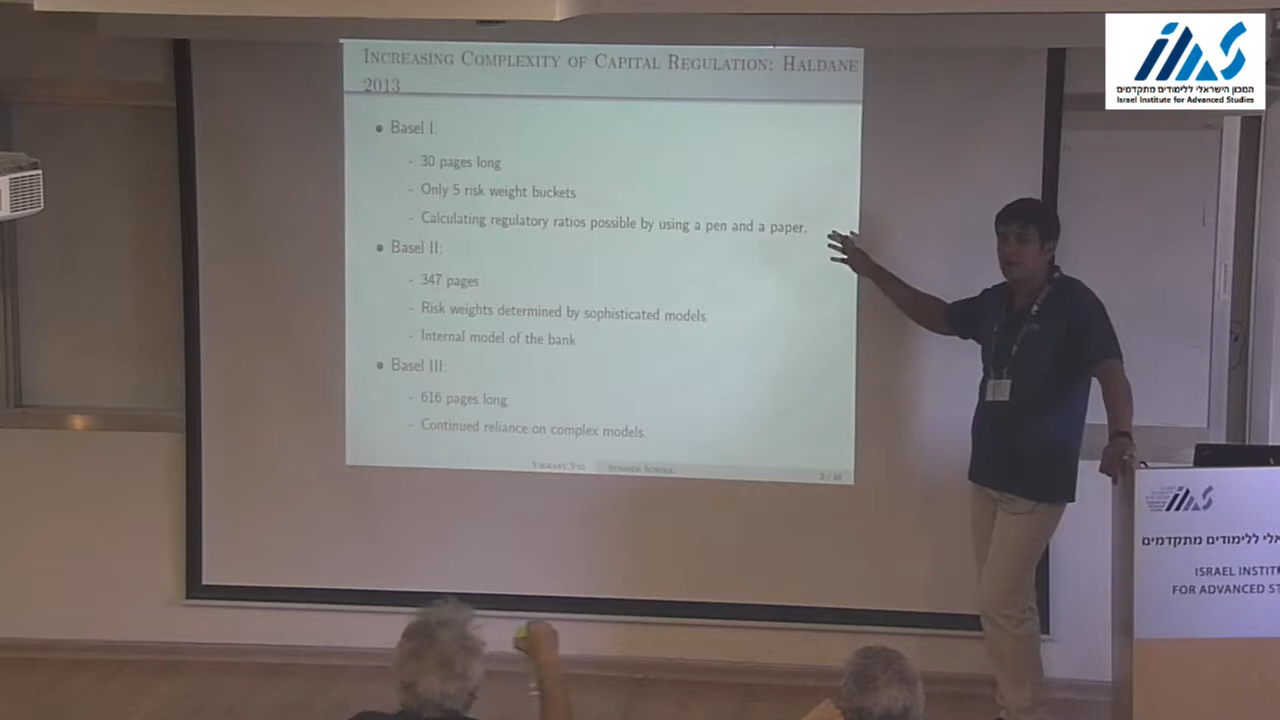 INCREASING COMPLEXITY OF CAPITAL REGULATION: HALDANE
2013
Basel I:
- 30 pages long
- Only 5 risk weight buckets
- Calculating regulatory ratios possible by using a pen and a paper.
Basel II:
- 347 pages
- Risk weights determined by sophisticated models
- Internal model of the bank
Basel III:
- 616 pages long
- Continued reliance on complex models.
SUMMER SCHOOL
המכון הישראלי ללימודים מתקדמים
Israel Institute for Advanced Studies
אלי ללימודים מתקדמים
ISRAEL INSTIT
FOR ADVANCED ST